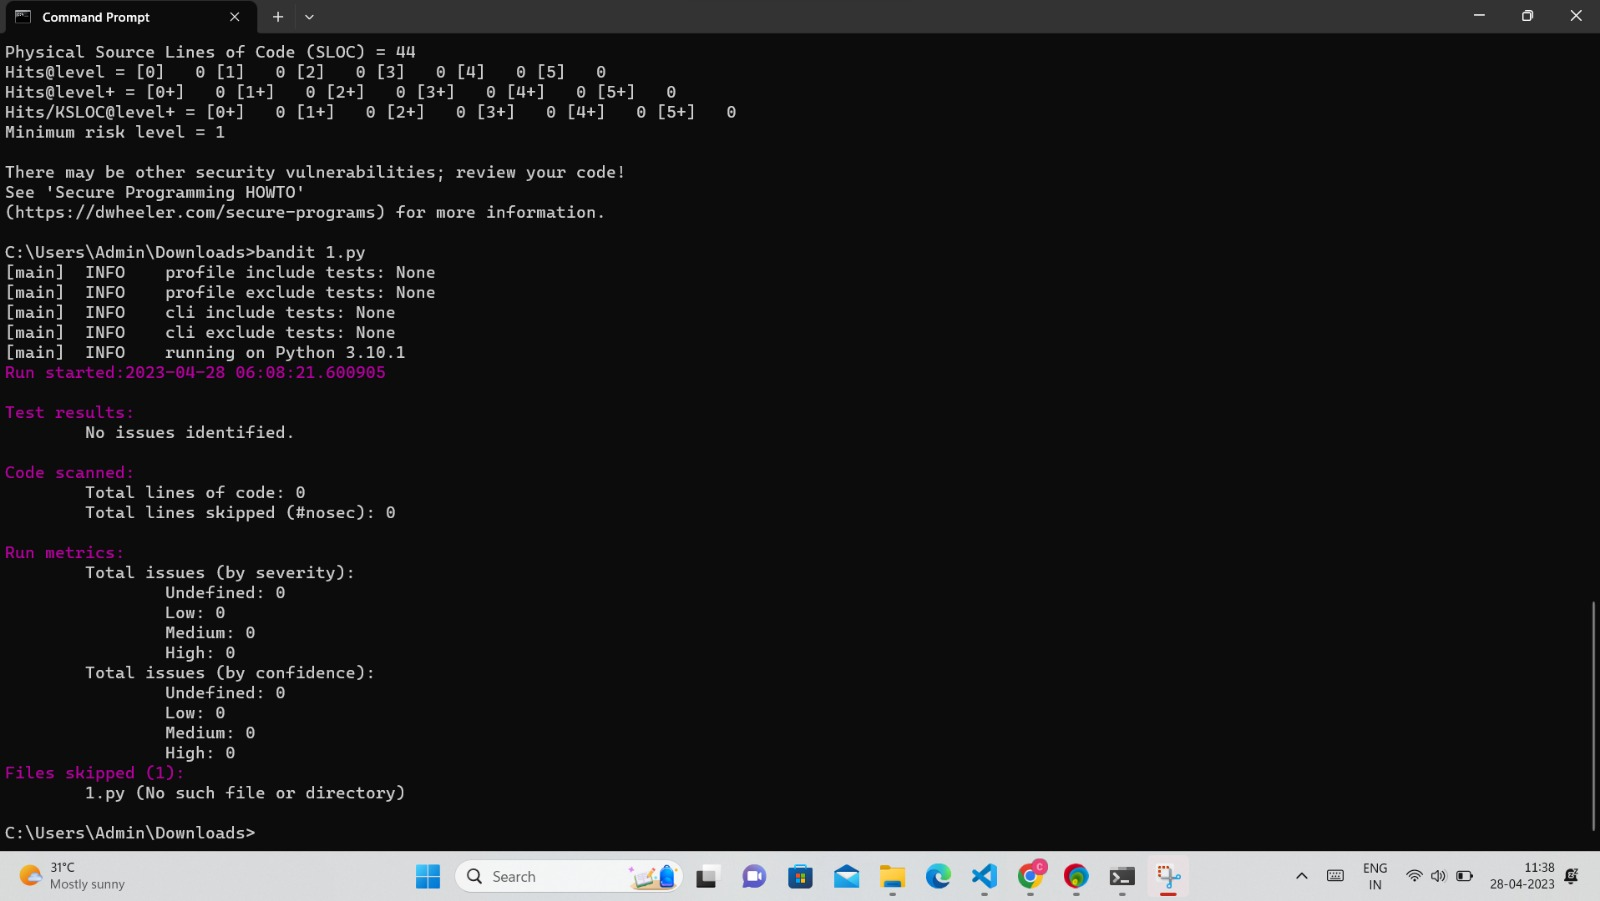 Command Prompt
Physical Source Lines of Code (SLOC) = 44
Hits@level = [0]   0 [1]   0 [2]   0 [3]   0 [4]   0 [5]   0
Hits@level+ = [0+]   0 [1+]   0 [2+]   0 [3+]   0 [4+]   0 [5+]   0
Hits/KSLOC@level+ = [0+]   0 [1+]   0 [2+]   0 [3+]   0 [4+]   0 [5+]   0
Minimum risk level = 1
There may be other security vulnerabilities; review your code!
See 'Secure Programming HOWTO'
(https://dwheeler.com/secure-programs) for more information.
C:\Users\Admin\Downloads>bandit 1.py
[main]  INFO    profile include tests: None
[main]  INFO    profile exclude tests: None
[main]  INFO    cli include tests: None
[main]  INFO    cli exclude tests: None
[main]  INFO    running on Python 3.10.1
Run started:2023-04-28 06:08:21.600905
Test results:
No issues identified.
Code scanned:
Total lines of code: 0
Total lines skipped (#nosec): 0
Run metrics:
Total issues (by severity):
Undefined: 0
Low: 0
Medium: 0
High: 0
Total issues (by confidence):
Undefined: 0
Low: 0
Medium: 0
High: 0
Files skipped (1):
1.py (No such file or directory)
C:\Users\Admin\Downloads>
31°C
Mostly sunny
Search
C
ENG
IN
11:38
28-04-2023